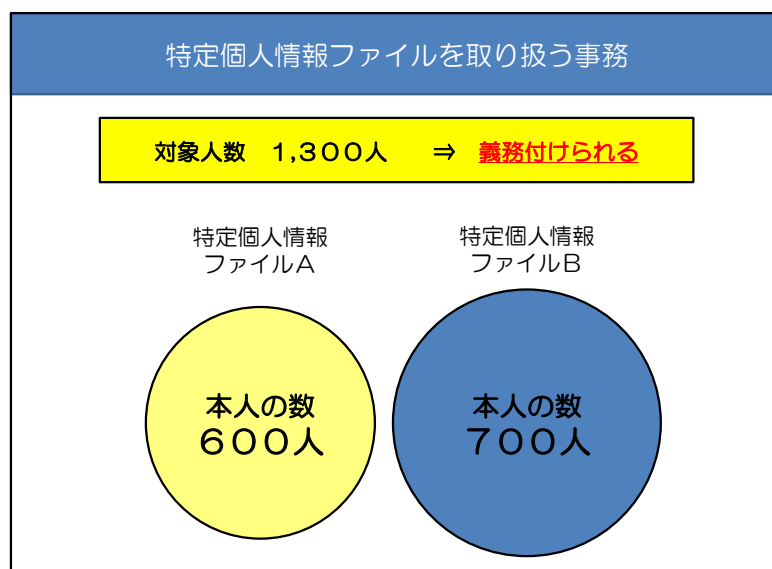 特定個人情報ファイルを取り扱う事務
対象人数　１,３００人　⇒　義務付けられる
特定個人情報
ファイルＡ
特定個人情報
ファイルＢ
本人の数
６００人
本人の数
７００人